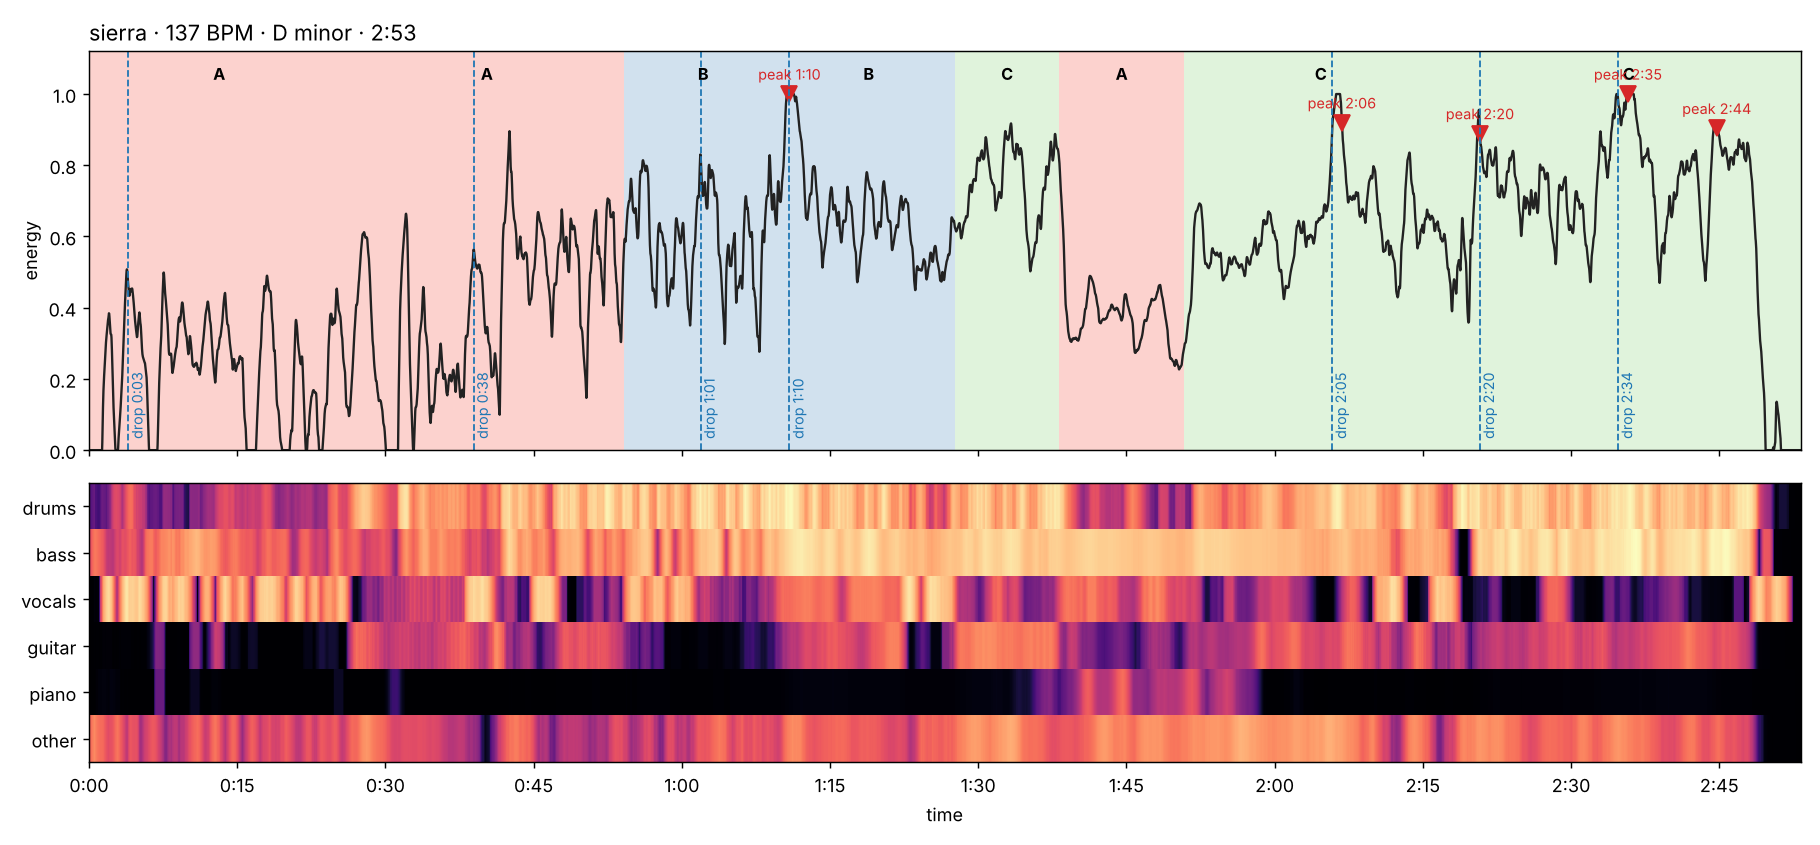 sierra · 137 BPM · D minor · 2:53
A A B B C A C C
peak 1:10 peak 2:06 peak 2:20 peak 2:35 peak 2:44
energy
1.0
0.8
0.6
0.4
0.2
0.0
drop 0:03 drop 0:38 drop 1:01 drop 1:10 drop 2:05 drop 2:20 drop 2:34
drums
bass
vocals
guitar
piano
other
0:00 0:15 0:30 0:45 1:00 1:15 1:30 1:45 2:00 2:15 2:30 2:45
time